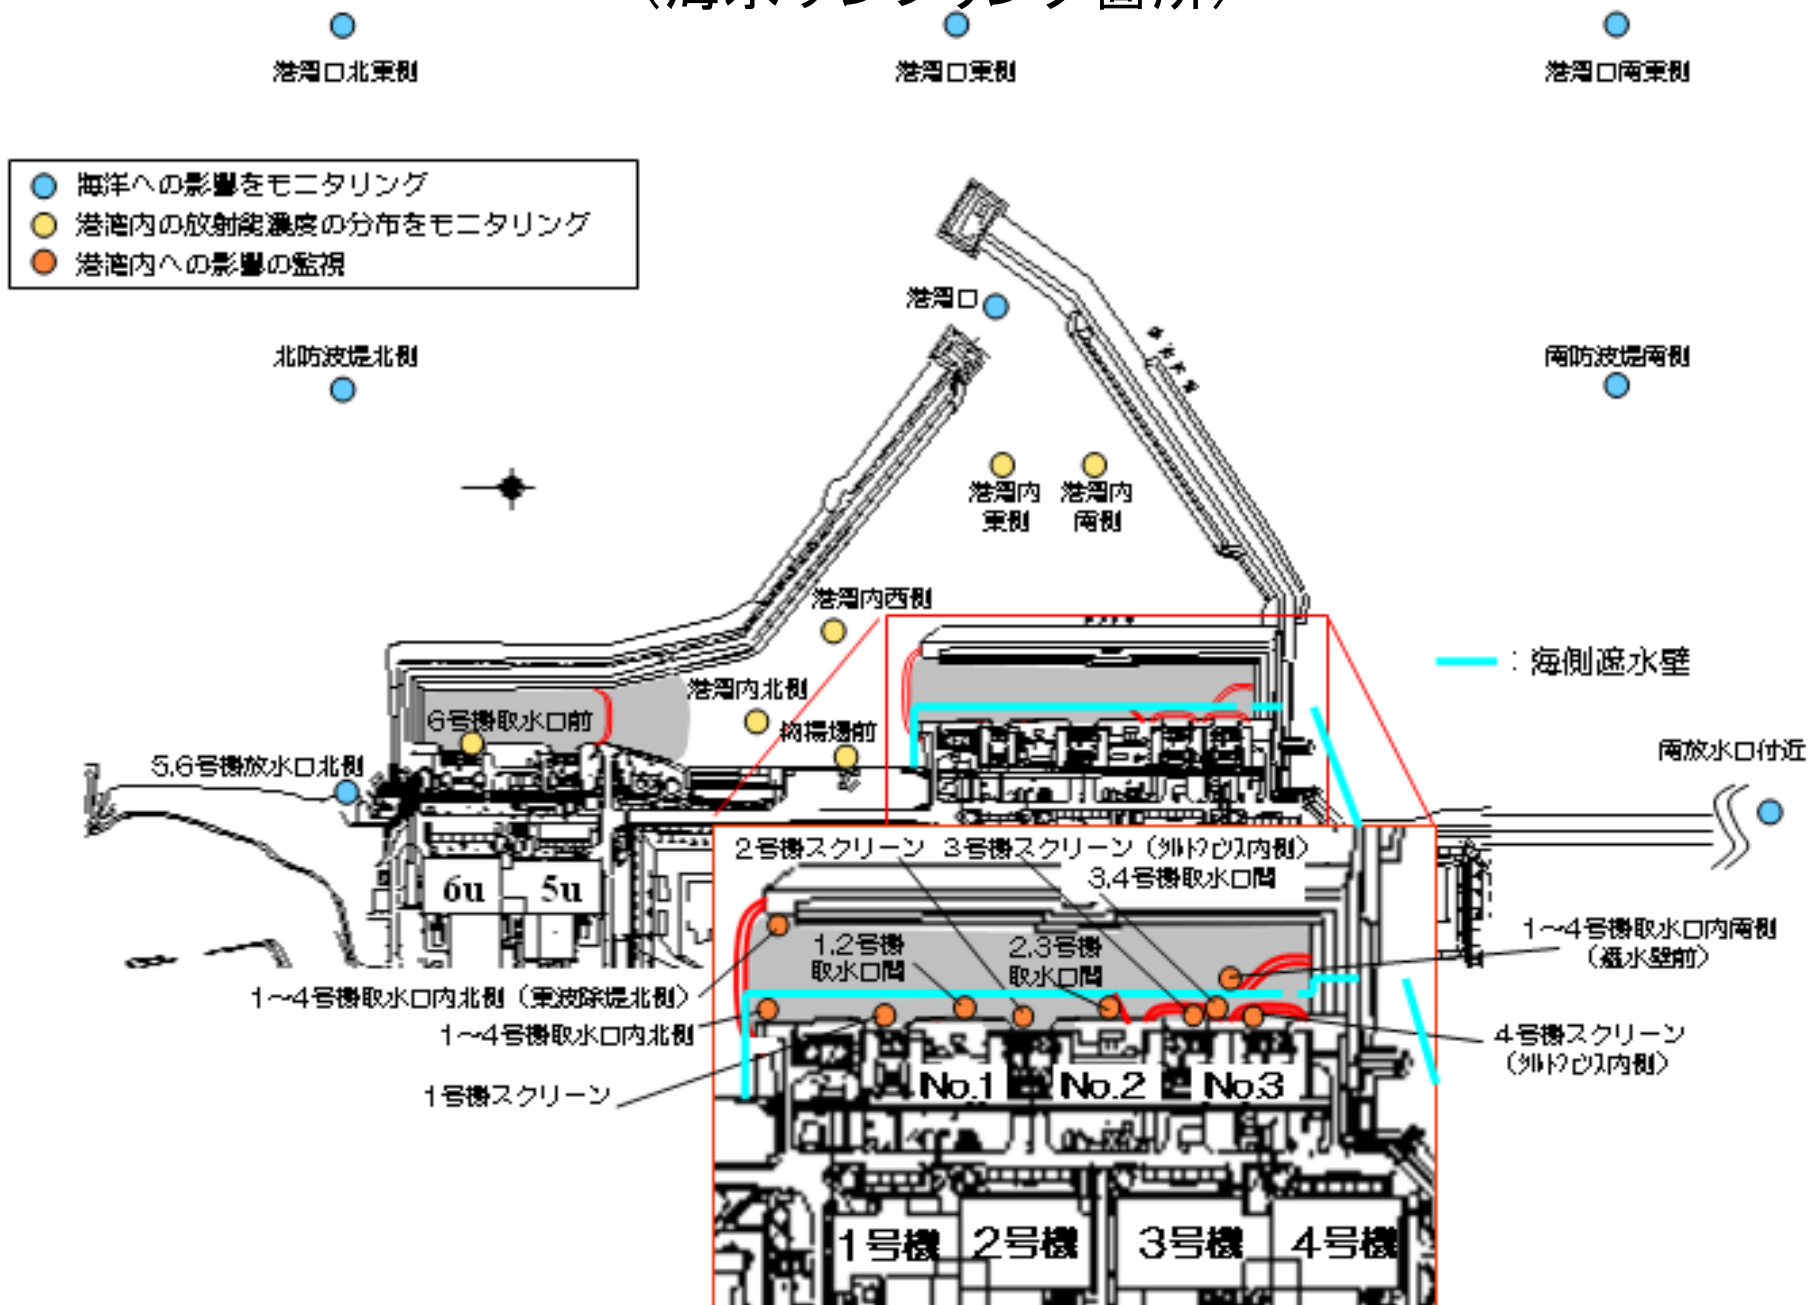 （海水サンプリング箇所）
港湾口北東側
港湾口東側
港湾口南東側
海洋への影響をモニタリング
港湾内の放射能濃度の分布をモニタリング
港湾内への影響の監視
港湾口
北防波堤北側
南防波堤南側
港湾内
東側
港湾内
南側
港湾内西側
：海側遮水壁
港湾内北側
6号機取水口前
物揚場前
5,6号機放水口北側
南放水口付近
2号機スクリーン
3号機スクリーン（シルトフェンス内側）
3,4号機取水口間
6u
5u
1～4号機取水口内南側
（遮水壁前）
1,2号機
取水口間
2,3号機
取水口間
1～4号機取水口内北側（東波除堤北側）
1～4号機取水口内北側
4号機スクリーン
（シルトフェンス内側）
1号機スクリーン
No.1
No.2
No.3
1号機
2号機
3号機
4号機